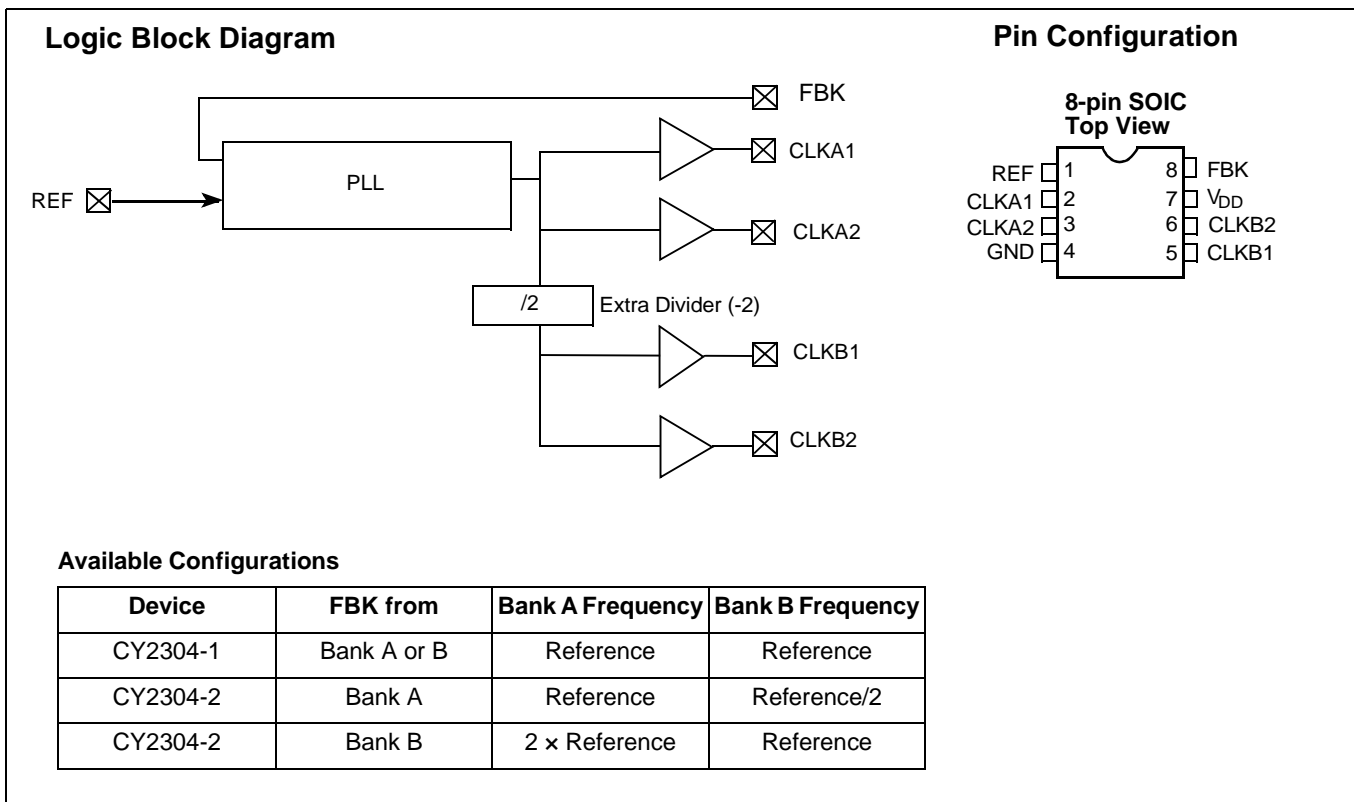 Logic Block Diagram
FBK
CLKA1
PLL
REF
CLKA2
/2
Extra Divider (-2)
CLKB1
CLKB2
Pin Configuration
8-pin SOIC
Top View
REF 1 8 FBK
CLKA1 2 7 VDD
CLKA2 3 6 CLKB2
GND 4 5 CLKB1
Available Configurations
Device FBK from Bank A Frequency Bank B Frequency
CY2304-1 Bank A or B Reference Reference
CY2304-2 Bank A Reference Reference/2
CY2304-2 Bank B 2 × Reference Reference